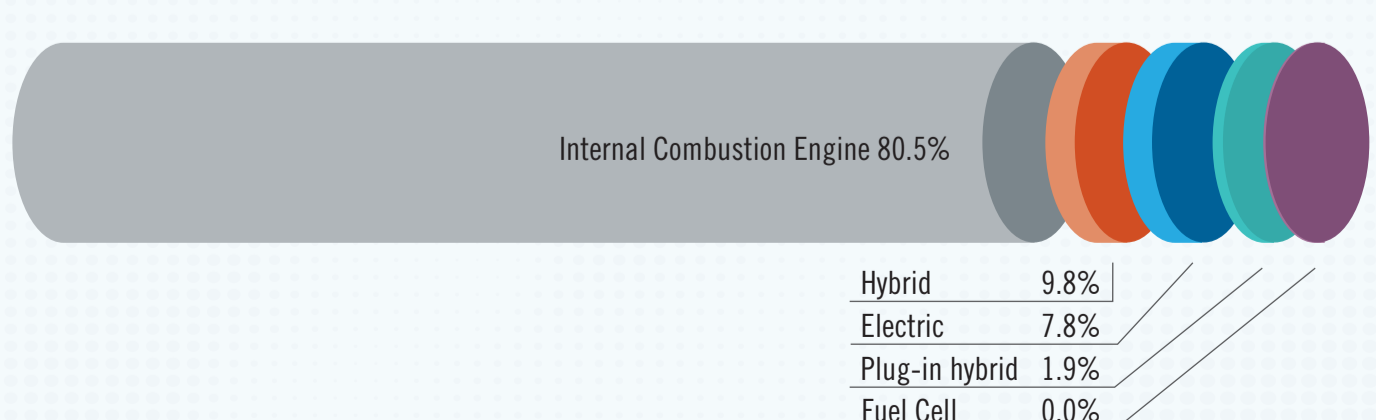 Internal Combustion Engine 80.5%
Hybrid 9.8%
Electric 7.8%
Plug-in hybrid 1.9%
Fuel Cell 0.0%